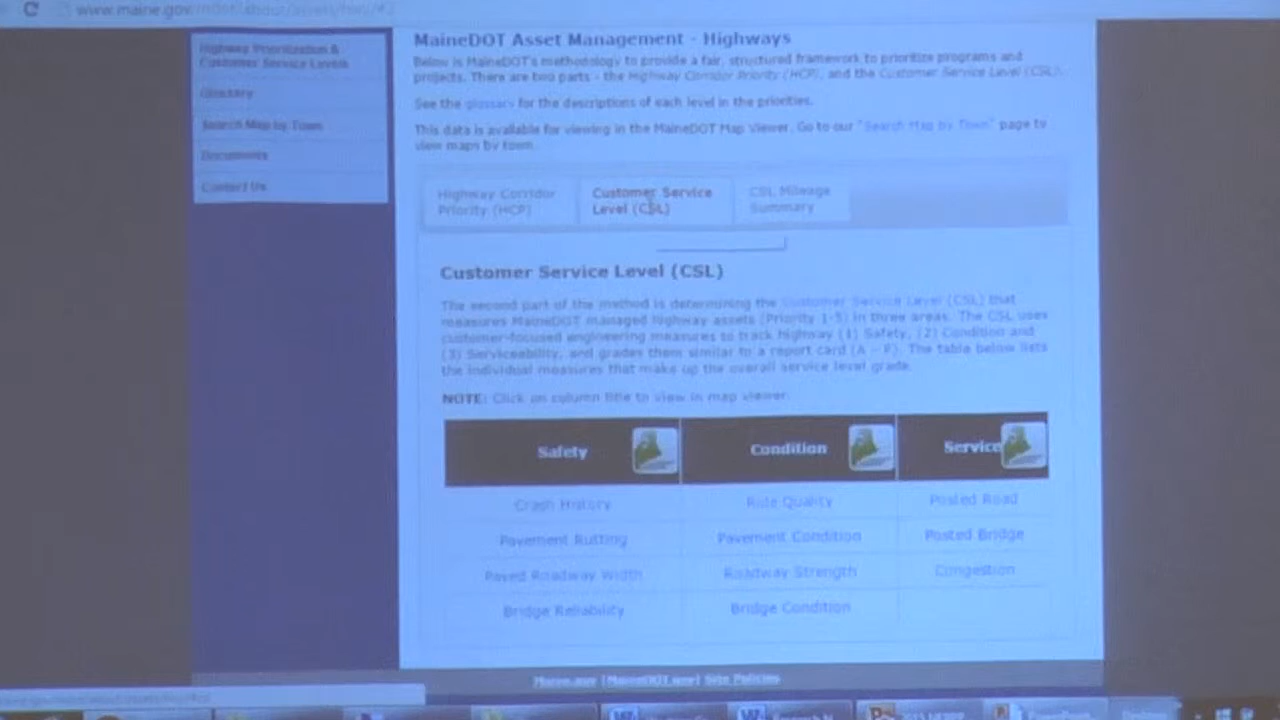 www.maine.gov/mdot/about/assets/hwy/#
Highway Prioritization &
Customer Service Levels
Glossary
Search Map by Town
Documents
Contact Us
MaineDOT Asset Management - Highways
Below is MaineDOT's methodology to provide a fair, structured framework to prioritize programs and
projects. There are two parts - the Highway Corridor Priority (HCP), and the Customer Service Level (CSL).
See the glossary for the descriptions of each level in the priorities.
This data is available for viewing in the MaineDOT Map Viewer. Go to our "Search Map by Town" page to
view maps by town.
Highway Corridor
Priority (HCP)
Customer Service
Level (CSL)
CSL Mileage
Summary
Customer Service Level (CSL)
The second part of the method is determining the Customer Service Level (CSL) that
measures MaineDOT managed highway assets (Priority 1-5) in three areas. The CSL uses
customer-focused engineering measures to track highway (1) Safety, (2) Condition and
(3) Serviceability, and grades them similar to a report card (A - F). The table below lists
the individual measures that make up the overall service level grade.
NOTE: Click on column title to view in map viewer.
Safety Condition Service
Crash History Ride Quality Posted Road
Pavement Rutting Pavement Condition Posted Bridge
Paved Roadway Width Roadway Strength Congestion
Bridge Reliability Bridge Condition
Maine.gov | MaineDOT.gov | Site Policies